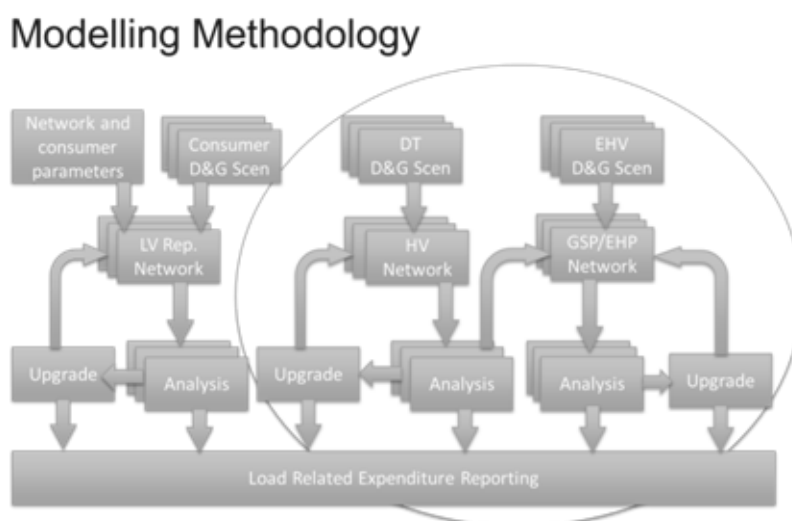 Modelling Methodology
Network and
consumer
parameters
Consumer
D&G Scen
DT
D&G Scen
EHV
D&G Scen
LV Rep.
Network
HV
Network
GSP/EHP
Network
Upgrade
Analysis
Upgrade
Analysis
Analysis
Upgrade
Load Related Expenditure Reporting